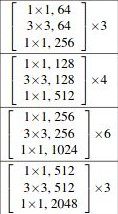 1×1, 64
3×3, 64 ×3
1×1, 256
1×1, 128
3×3, 128 ×4
1×1, 512
1×1, 256
3×3, 256 ×6
1×1, 1024
1×1, 512
3×3, 512 ×3
1×1, 2048